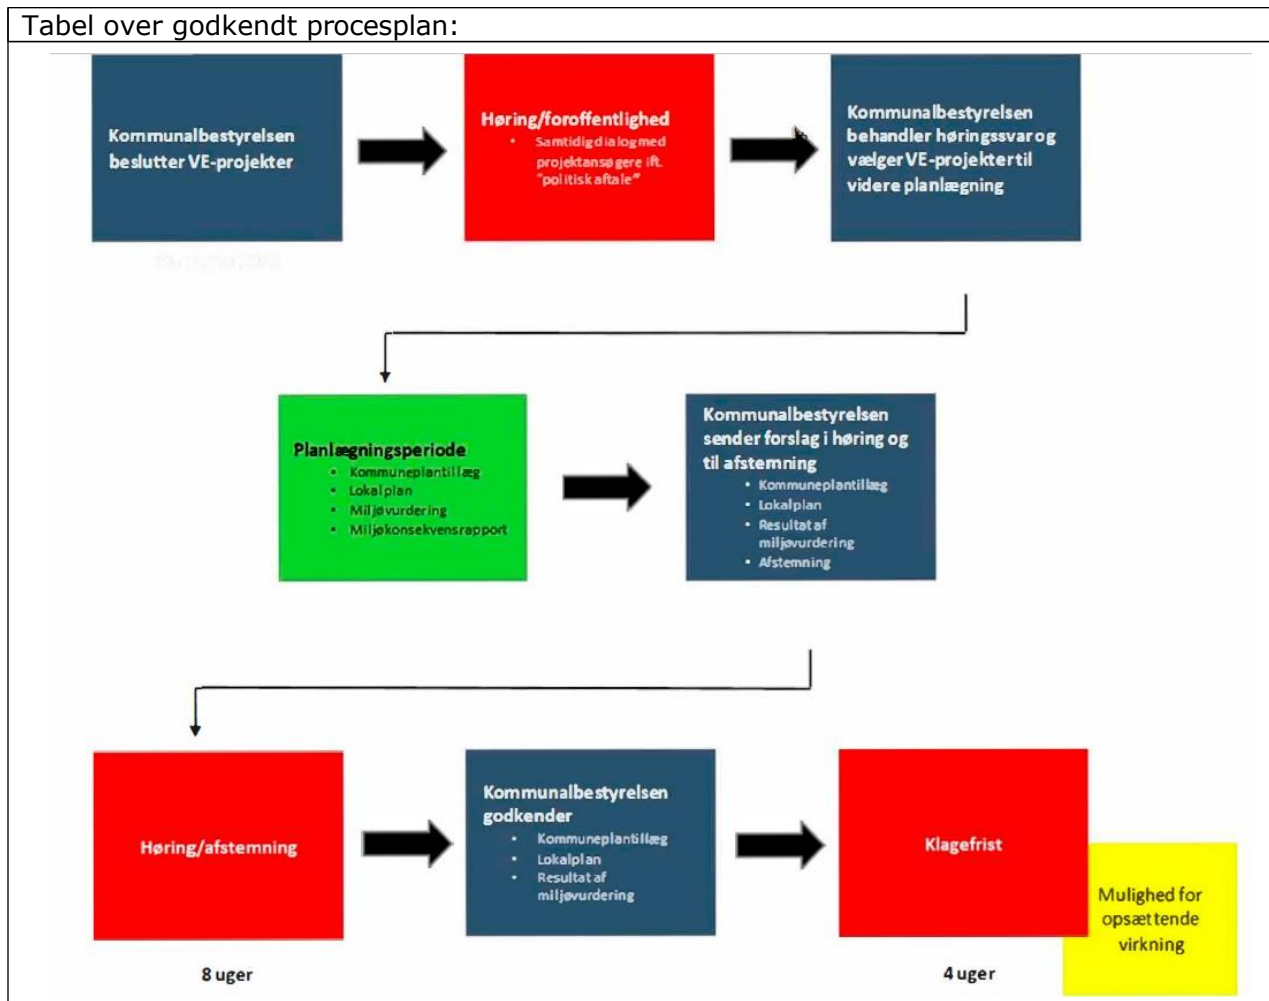 Tabel over godkendt procesplan:
Kommunalbestyrelsen
beslutter VE-projekter
Høring/foroffentlighed
• Samtidig dialog med
projektansøgere ift.
"politisk aftale"
Kommunalbestyrelsen
behandler høringssvar og
vælger VE-projekter til
videre planlægning
Planlægningsperiode
• Kommuneplantillæg
• Lokalplan
• Miljøvurdering
• Miljøkonsekvensrapport
Kommunalbestyrelsen
sender forslag i høring og
til afstemning
• Kommuneplantillæg
• Lokalplan
• Resultat af
miljøvurdering
• Afstemning
Høring/afstemning
8 uger
Kommunalbestyrelsen
godkender
• Kommuneplantillæg
• Lokalplan
• Resultat af
miljøvurdering
Klagefrist
4 uger
Mulighed for
opsættende
virkning